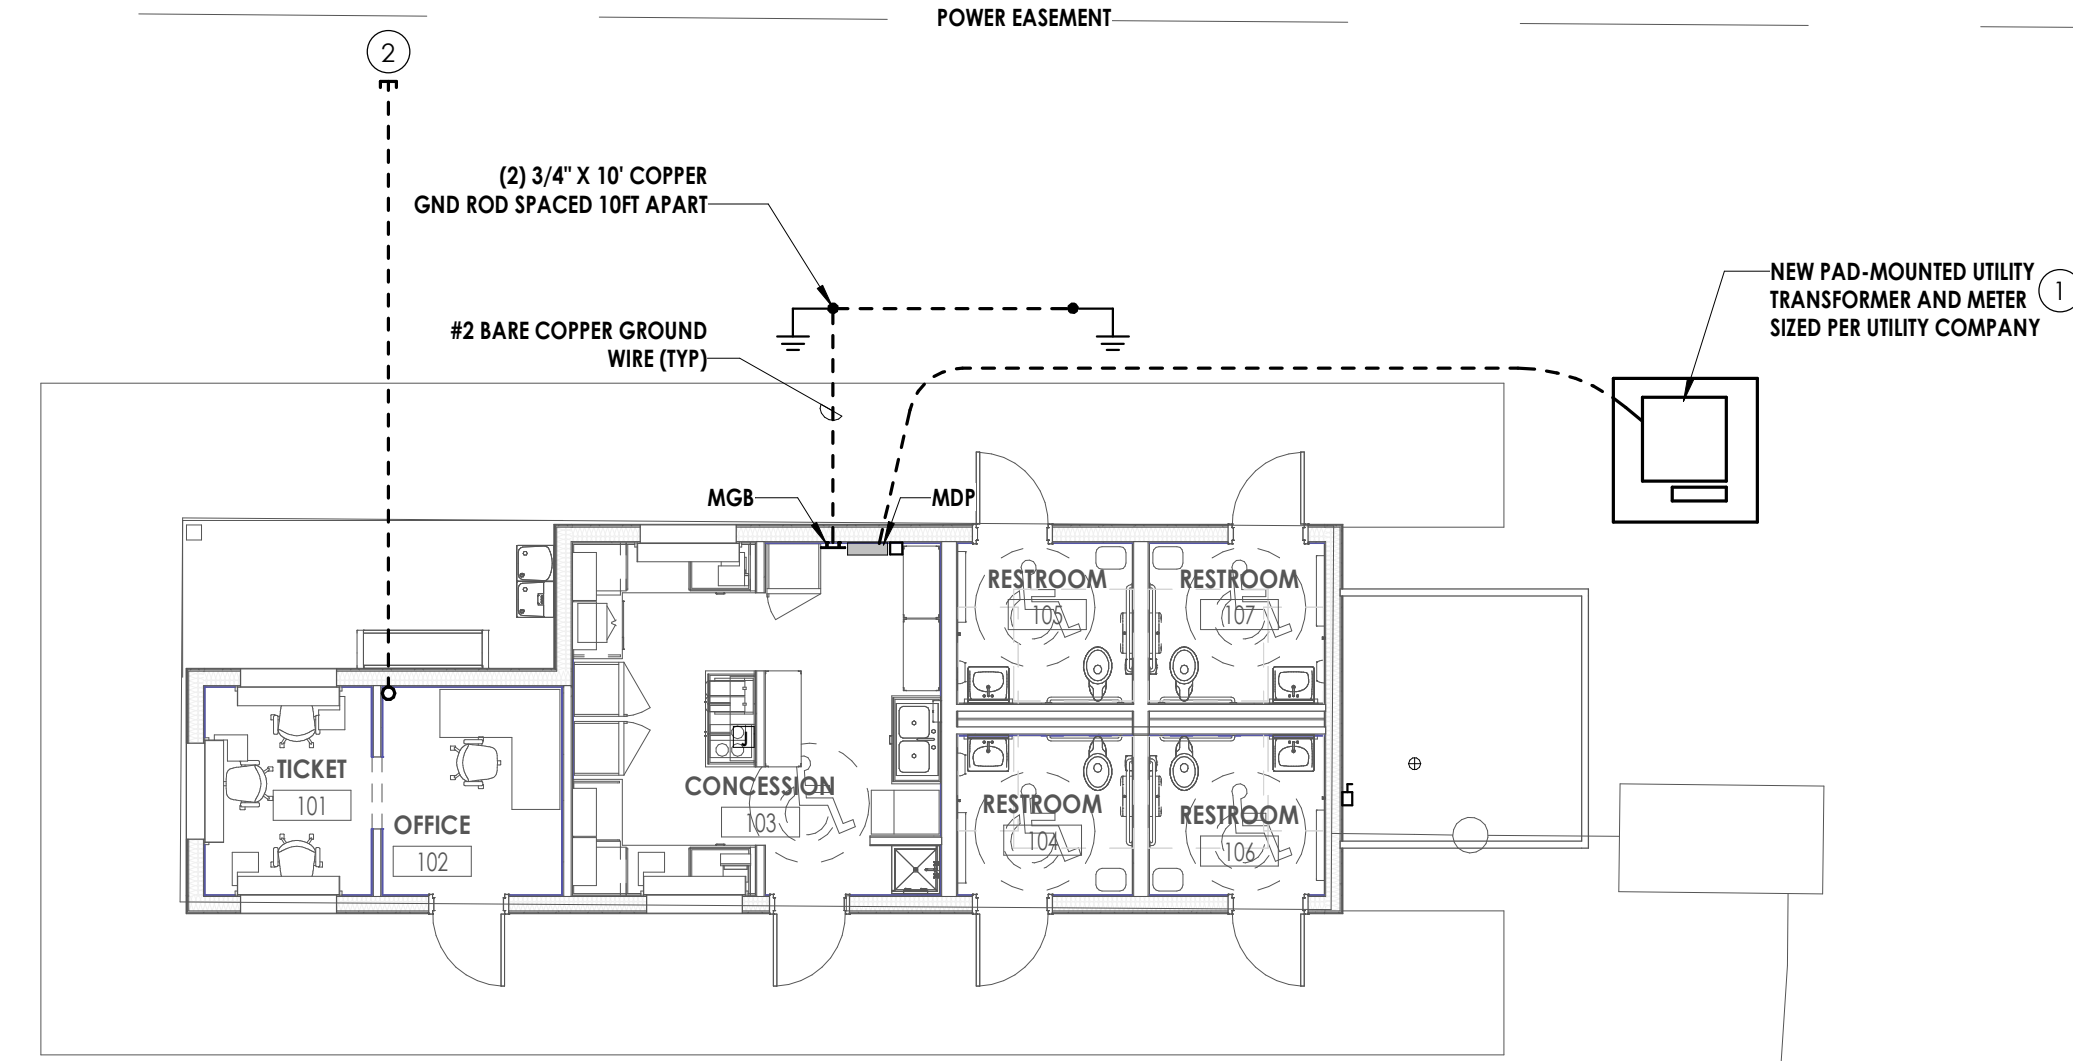 POWER EASEMENT
2
(2) 3/4" X 10' COPPER
GND ROD SPACED 10FT APART
NEW PAD-MOUNTED UTILITY
TRANSFORMER AND METER
SIZED PER UTILITY COMPANY
1
#2 BARE COPPER GROUND
WIRE (TYP)
MGB
MDP
RESTROOM
105
RESTROOM
107
TICKET
101
OFFICE
102
CONCESSION
103
RESTROOM
104
RESTROOM
106